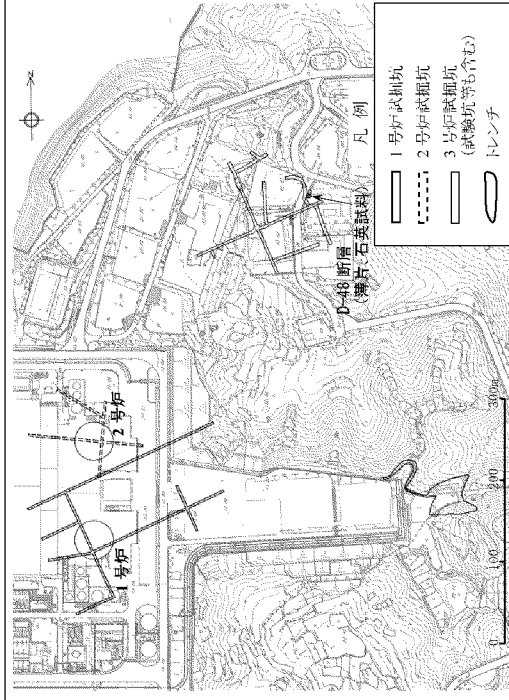 1号炉
2号炉
D-48断層
(薄片、石英試料)
凡例
1号炉試掘坑
2号炉試掘坑
3号炉試掘坑
(試験坑等も含む)
トレンチ
0
100
200
300m